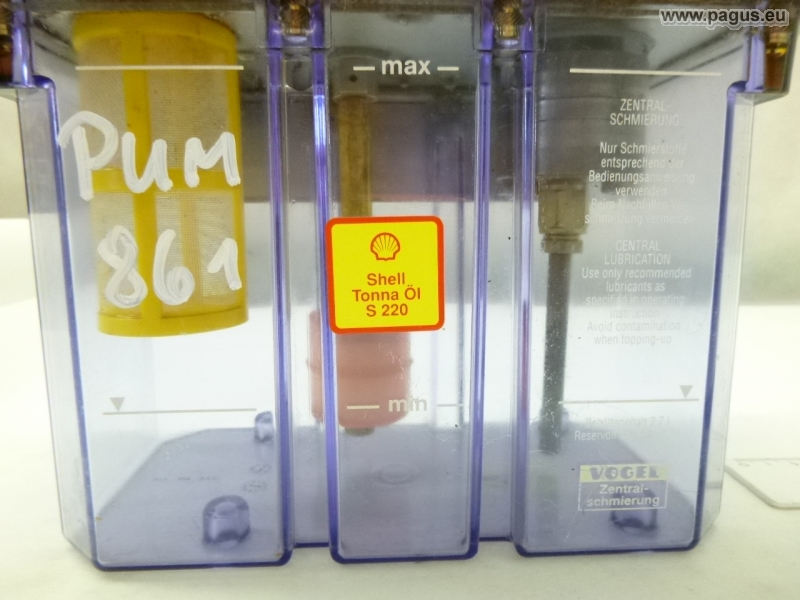 www.pagus.eu
max
PUM
861
ZENTRAL-
SCHMIERUNG
Nur Schmierstoffe
entsprechend der
Bedienungsanweisung
verwenden
Shell
Tonna Öl
S 220
CENTRAL
LUBRICATION
Use only recommended
lubricants as
specified in operating
instruction
Avoid contamination
when topping-up
min
VOGEL
Zentral-
schmierung